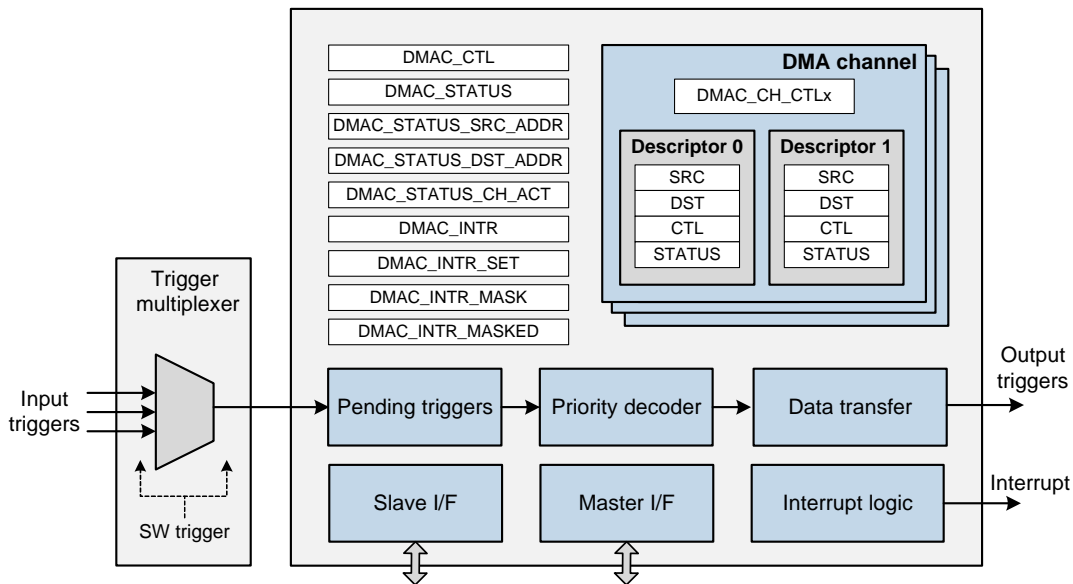 DMAC_CTL
DMAC_STATUS
DMAC_STATUS_SRC_ADDR
DMAC_STATUS_DST_ADDR
DMAC_STATUS_CH_ACT
DMAC_INTR
DMAC_INTR_SET
DMAC_INTR_MASK
DMAC_INTR_MASKED
DMA channel
DMAC_CH_CTLx
Descriptor 0
SRC
DST
CTL
STATUS
Descriptor 1
SRC
DST
CTL
STATUS
Trigger
multiplexer
Input
triggers
SW trigger
Pending triggers
Priority decoder
Data transfer
Output
triggers
Slave I/F
Master I/F
Interrupt logic
Interrupt